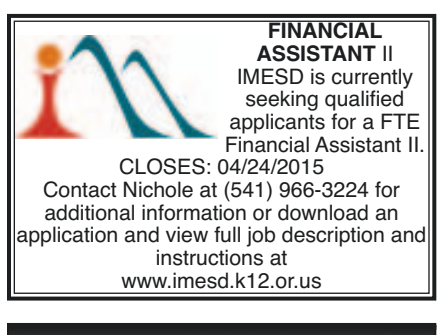 FINANCIAL
ASSISTANT II
IMESD is currently
seeking qualified
applicants for a FTE
Financial Assistant II.
CLOSES: 04/24/2015
Contact Nichole at (541) 966-3224 for
additional information or download an
application and view full job description and
instructions at
www.imesd.k12.or.us